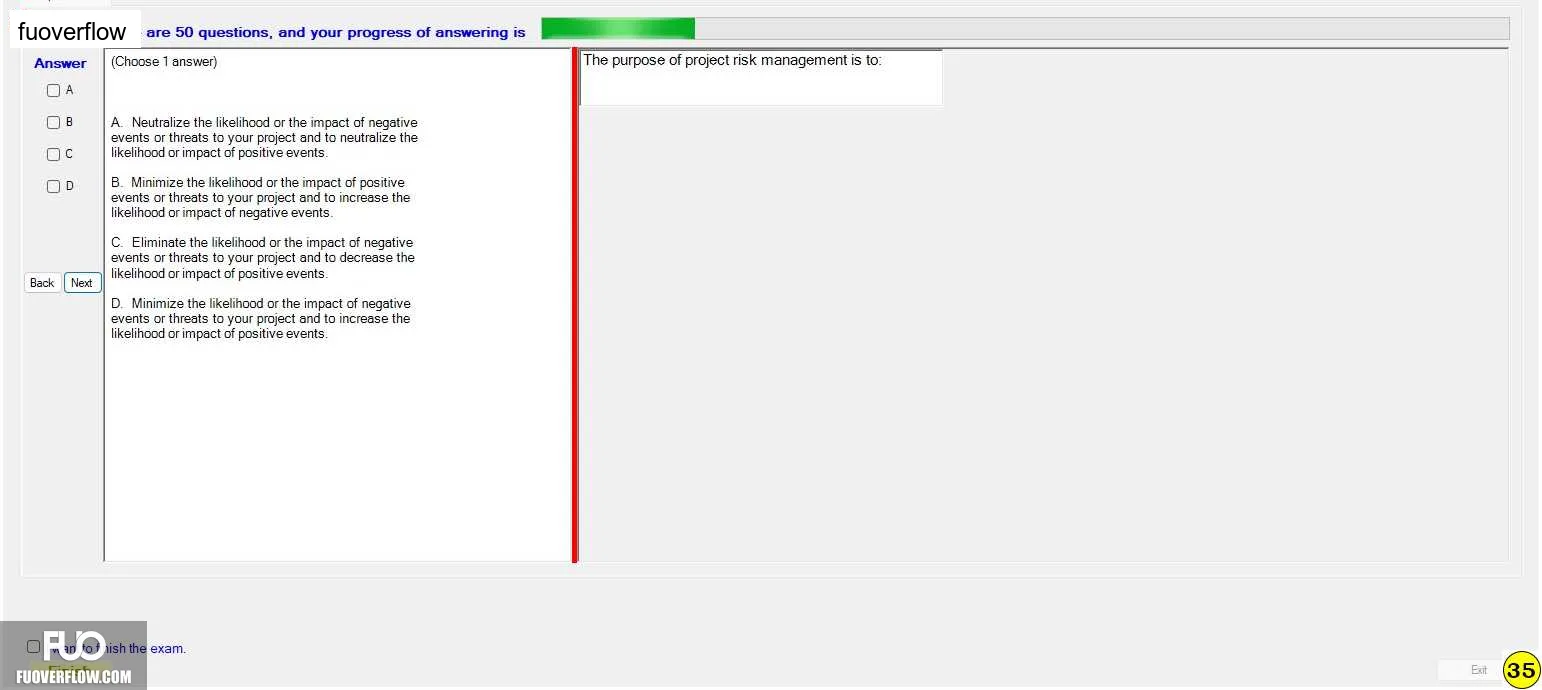 fuoverflow
are 50 questions, and your progress of answering is
Answer
A
B
C
D
Back
Next
(Choose 1 answer)
A. Neutralize the likelihood or the impact of negative
events or threats to your project and to neutralize the
likelihood or impact of positive events.
B. Minimize the likelihood or the impact of positive
events or threats to your project and to increase the
likelihood or impact of negative events.
C. Eliminate the likelihood or the impact of negative
events or threats to your project and to decrease the
likelihood or impact of positive events.
D. Minimize the likelihood or the impact of negative
events or threats to your project and to increase the
likelihood or impact of positive events.
The purpose of project risk management is to:
want to finish the exam.
Finish
FUO
FUOVERFLOW.COM
Exit
35